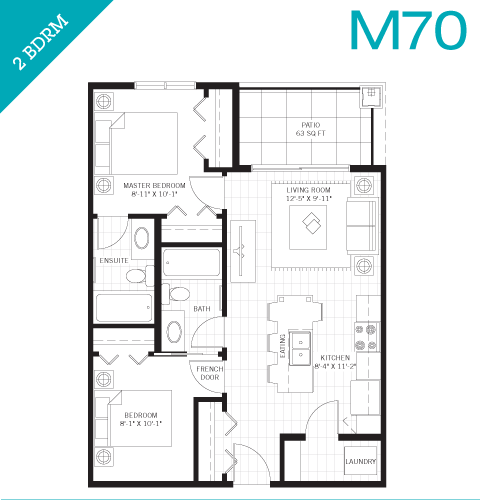 2 BDRM
M70
PATIO
63 SQ FT
MASTER BEDROOM
8'-11" X 10'-1"
LIVING ROOM
12'-5" X 9'-11"
ENSUITE
BATH
EATING
KITCHEN
8'-4" X 11'-2"
FRENCH
DOOR
BEDROOM
8'-1" X 10'-1"
LAUNDRY